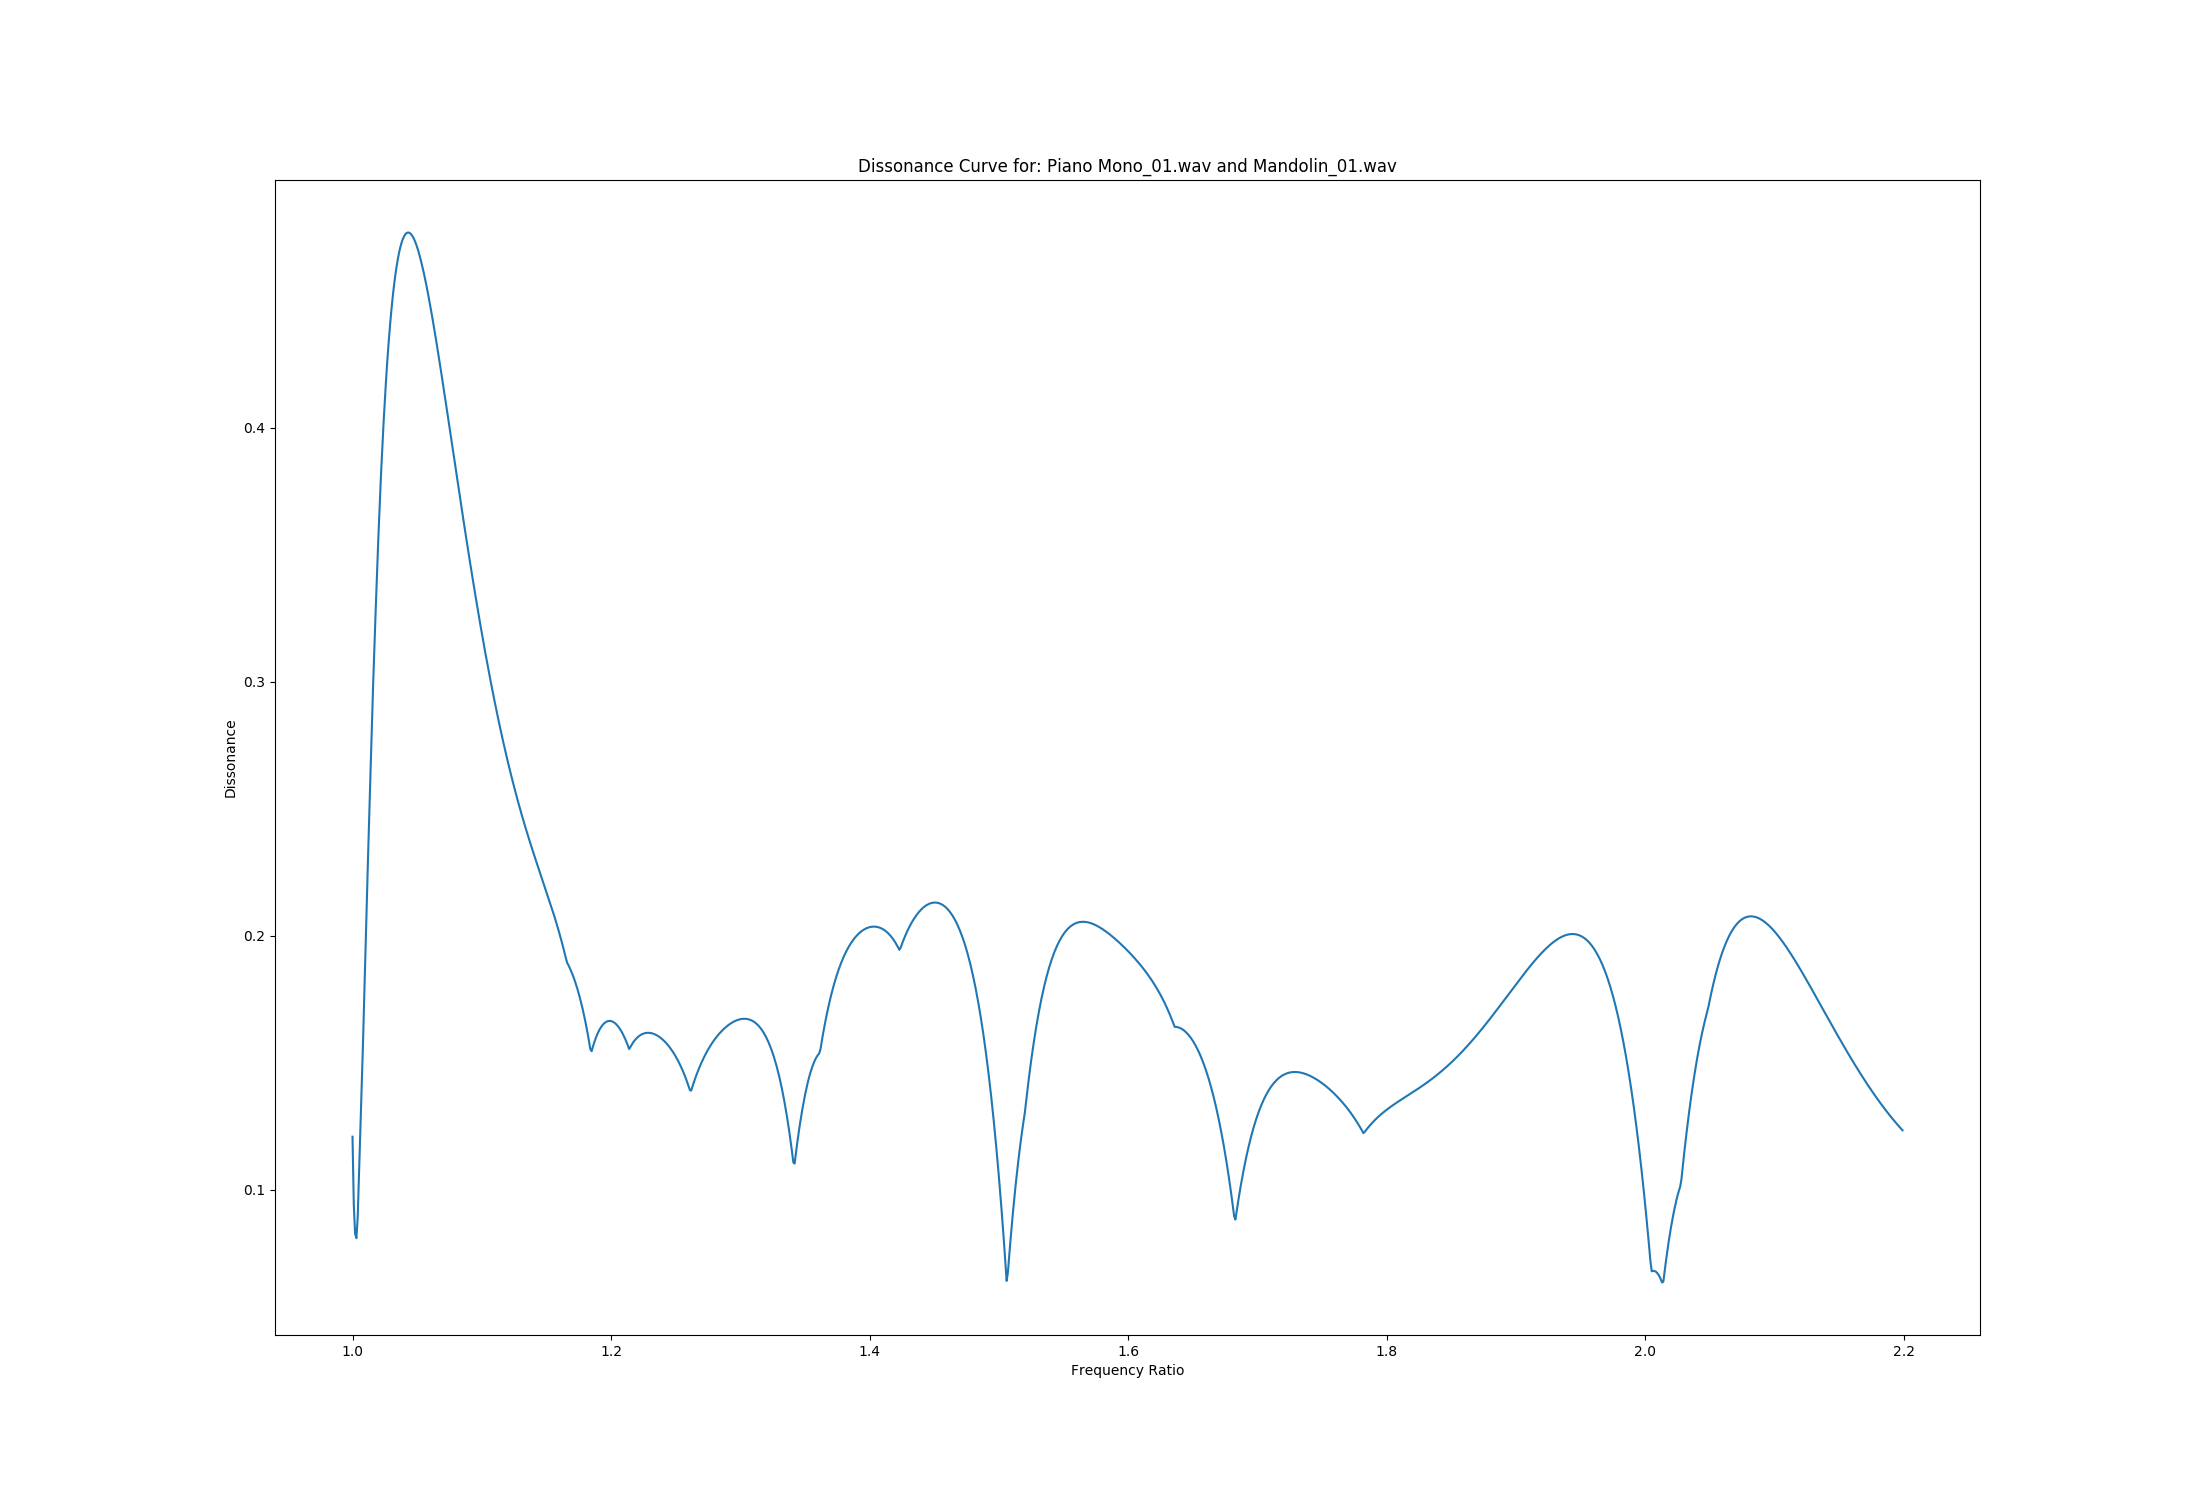 Dissonance Curve for: Piano Mono_01.wav and Mandolin_01.wav
0.4
0.3
0.2
0.1
Dissonance
1.0 1.2 1.4 1.6 1.8 2.0 2.2
Frequency Ratio